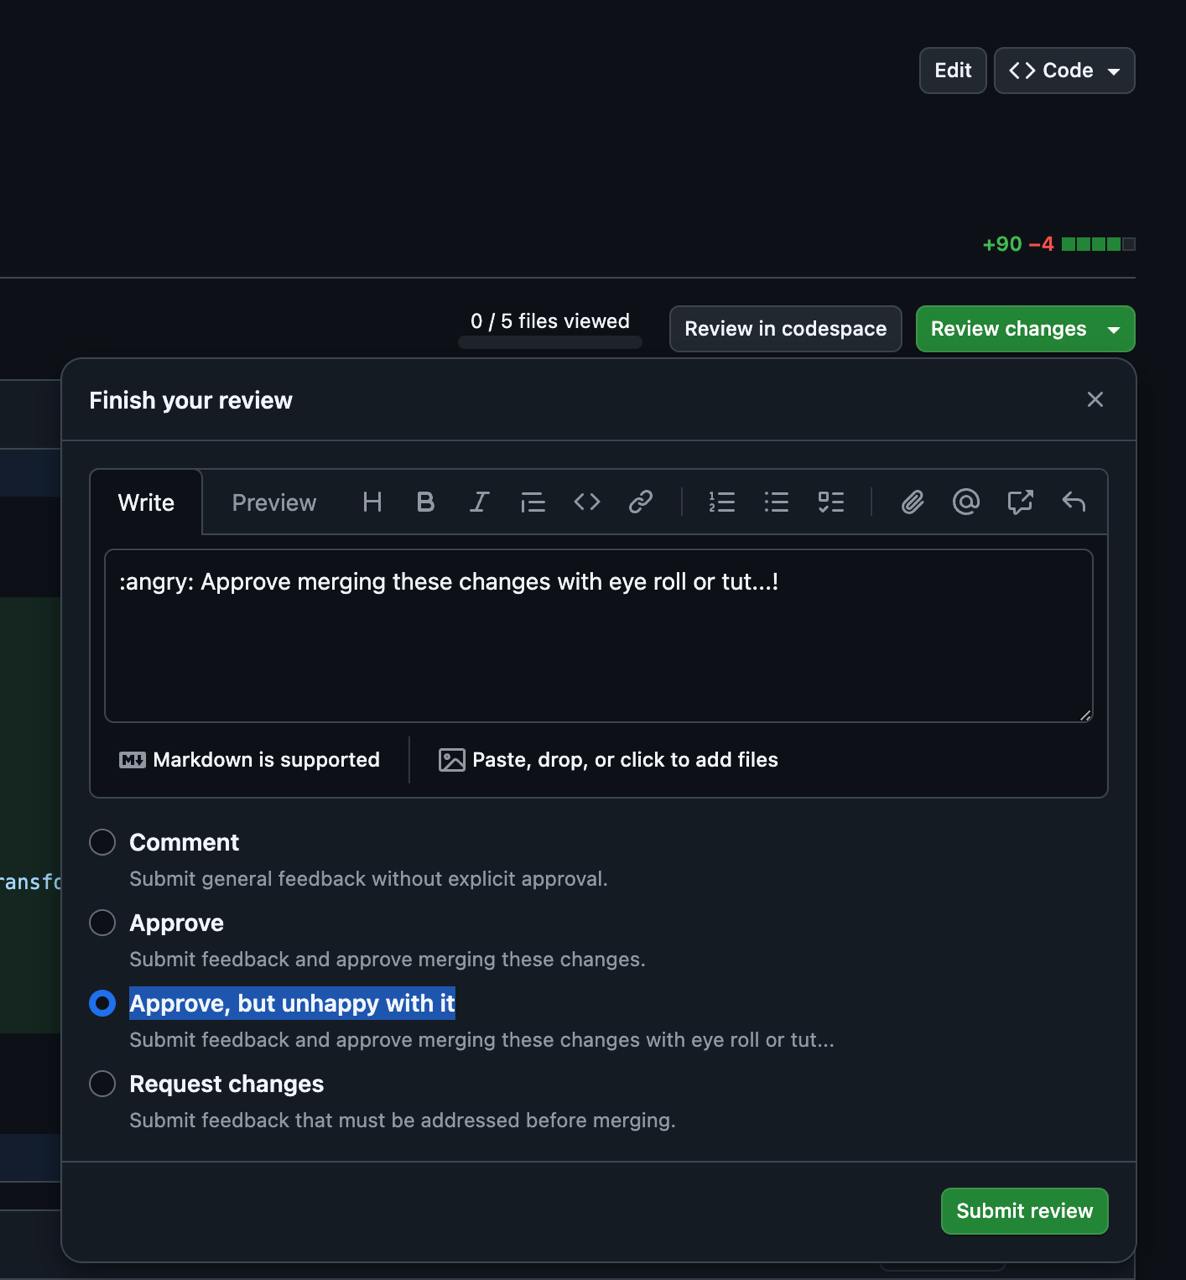 Edit
Code
+90 −4
0 / 5 files viewed
Review in codespace
Review changes
Finish your review
Write
Preview
:angry: Approve merging these changes with eye roll or tut...!
Markdown is supported
Paste, drop, or click to add files
Comment
Submit general feedback without explicit approval.
ransfo
Approve
Submit feedback and approve merging these changes.
Approve, but unhappy with it
Submit feedback and approve merging these changes with eye roll or tut...
Request changes
Submit feedback that must be addressed before merging.
Submit review